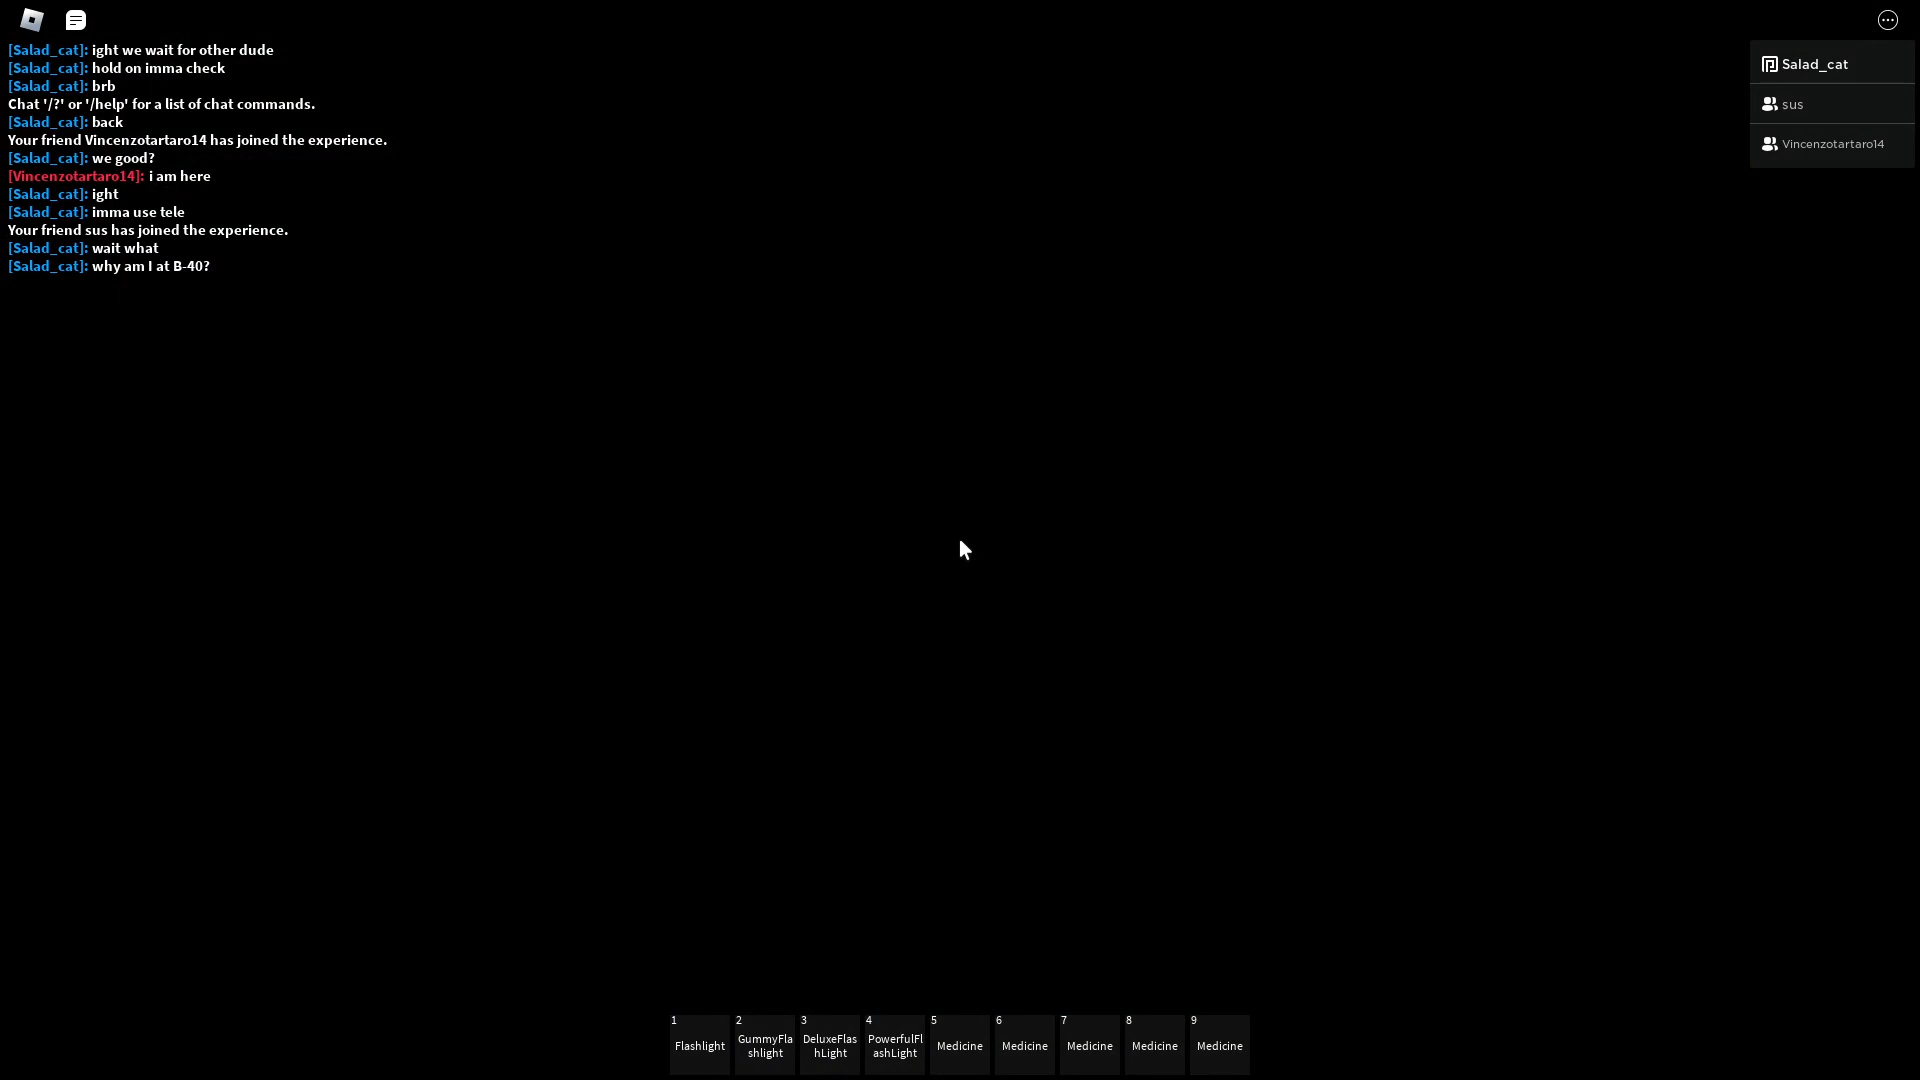 [Salad_cat]: ight we wait for other dude
[Salad_cat]: hold on imma check
[Salad_cat]: brb
Chat '/?' or '/help' for a list of chat commands.
[Salad_cat]: back
Your friend Vincenzotartaro14 has joined the experience.
[Salad_cat]: we good?
[Vincenzotartaro14]: i am here
[Salad_cat]: ight
[Salad_cat]: imma use tele
Your friend sus has joined the experience.
[Salad_cat]: wait what
[Salad_cat]: why am I at B-40?
Salad_cat
sus
Vincenzotartaro14
1
Flashlight
2
GummyFla
shlight
3
DeluxeFlas
hLight
4
PowerfulFl
ashLight
5
Medicine
6
Medicine
7
Medicine
8
Medicine
9
Medicine